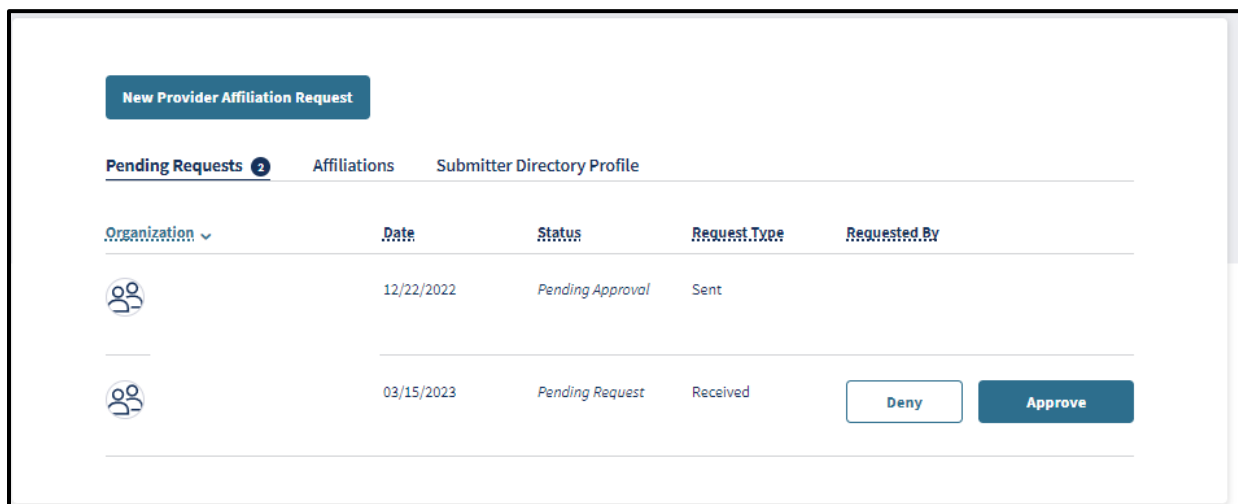 New Provider Affiliation Request
Pending Requests 2 Affiliations Submitter Directory Profile
Organization Date Status Request Type Requested By
12/22/2022 Pending Approval Sent
03/15/2023 Pending Request Received Deny Approve